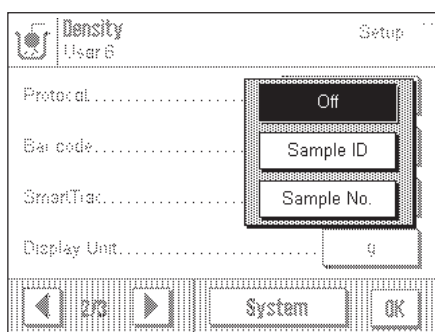 Density
User 6
Setup
Protocol
Off
Bar code
Sample ID
SmartTrac
Sample No.
Display Unit
g
2/3
System
OK